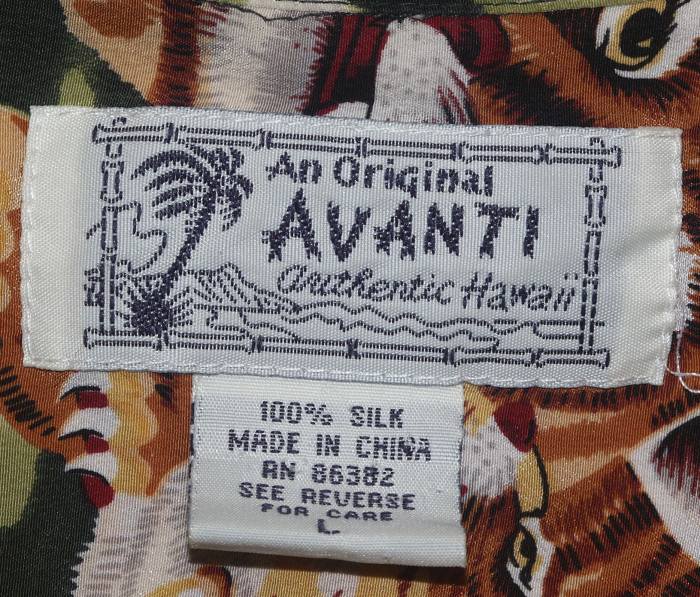 An Original
AVANTI
authentic Hawaii
100% SILK
MADE IN CHINA
RN 86382
SEE REVERSE
FOR CARE
L